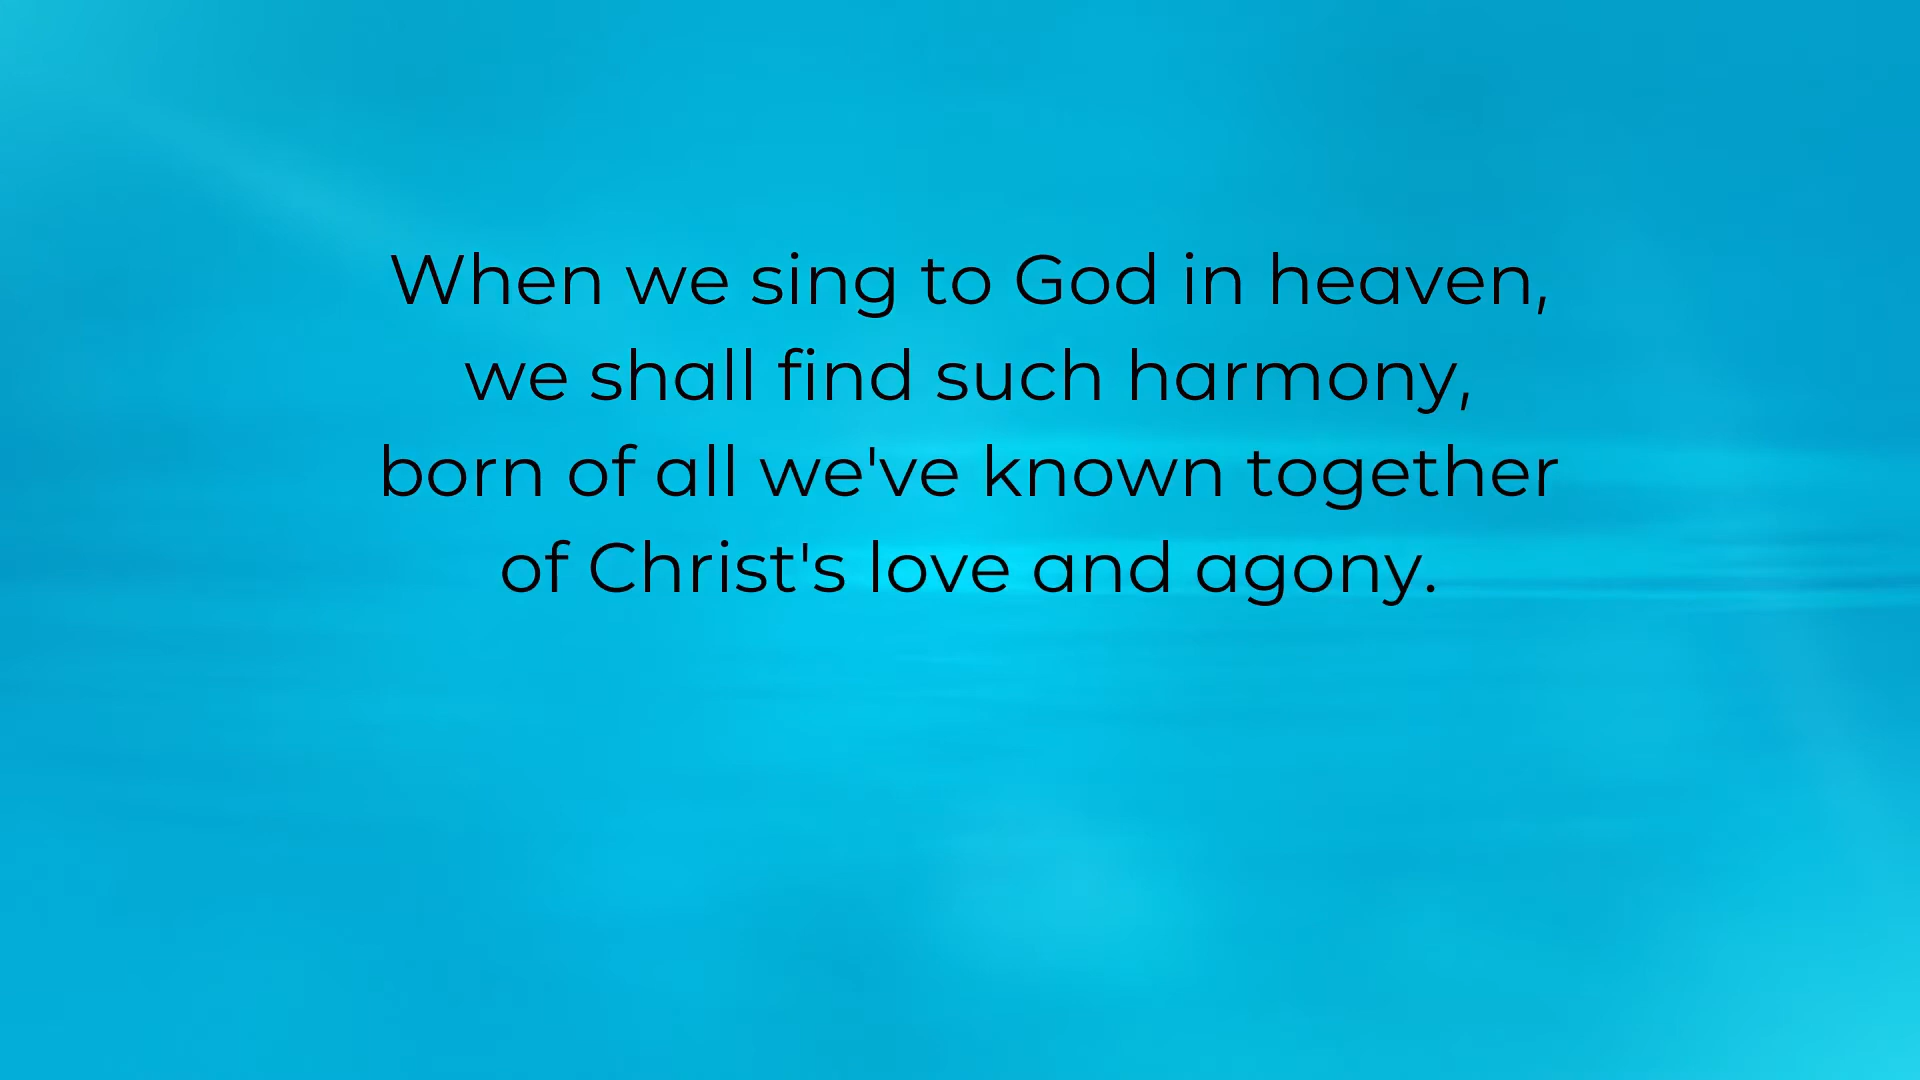 When we sing to God in heaven,
we shall find such harmony,
born of all we've known together
of Christ's love and agony.